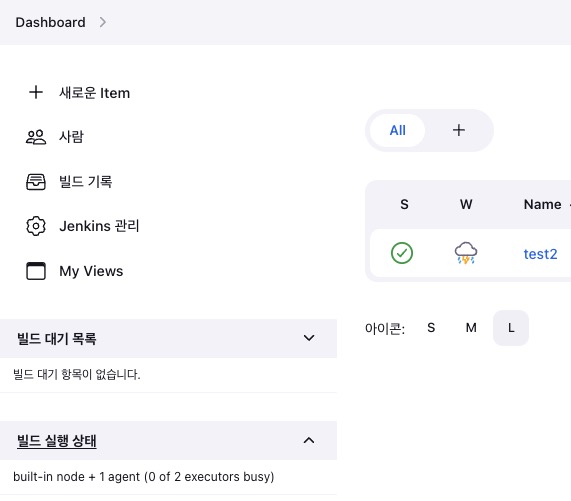 Dashboard
새로운 Item
사람
빌드 기록
Jenkins 관리
My Views
빌드 대기 목록
빌드 대기 항목이 없습니다.
빌드 실행 상태
built-in node + 1 agent (0 of 2 executors busy)
All
S W Name
test2
아이콘: S M L